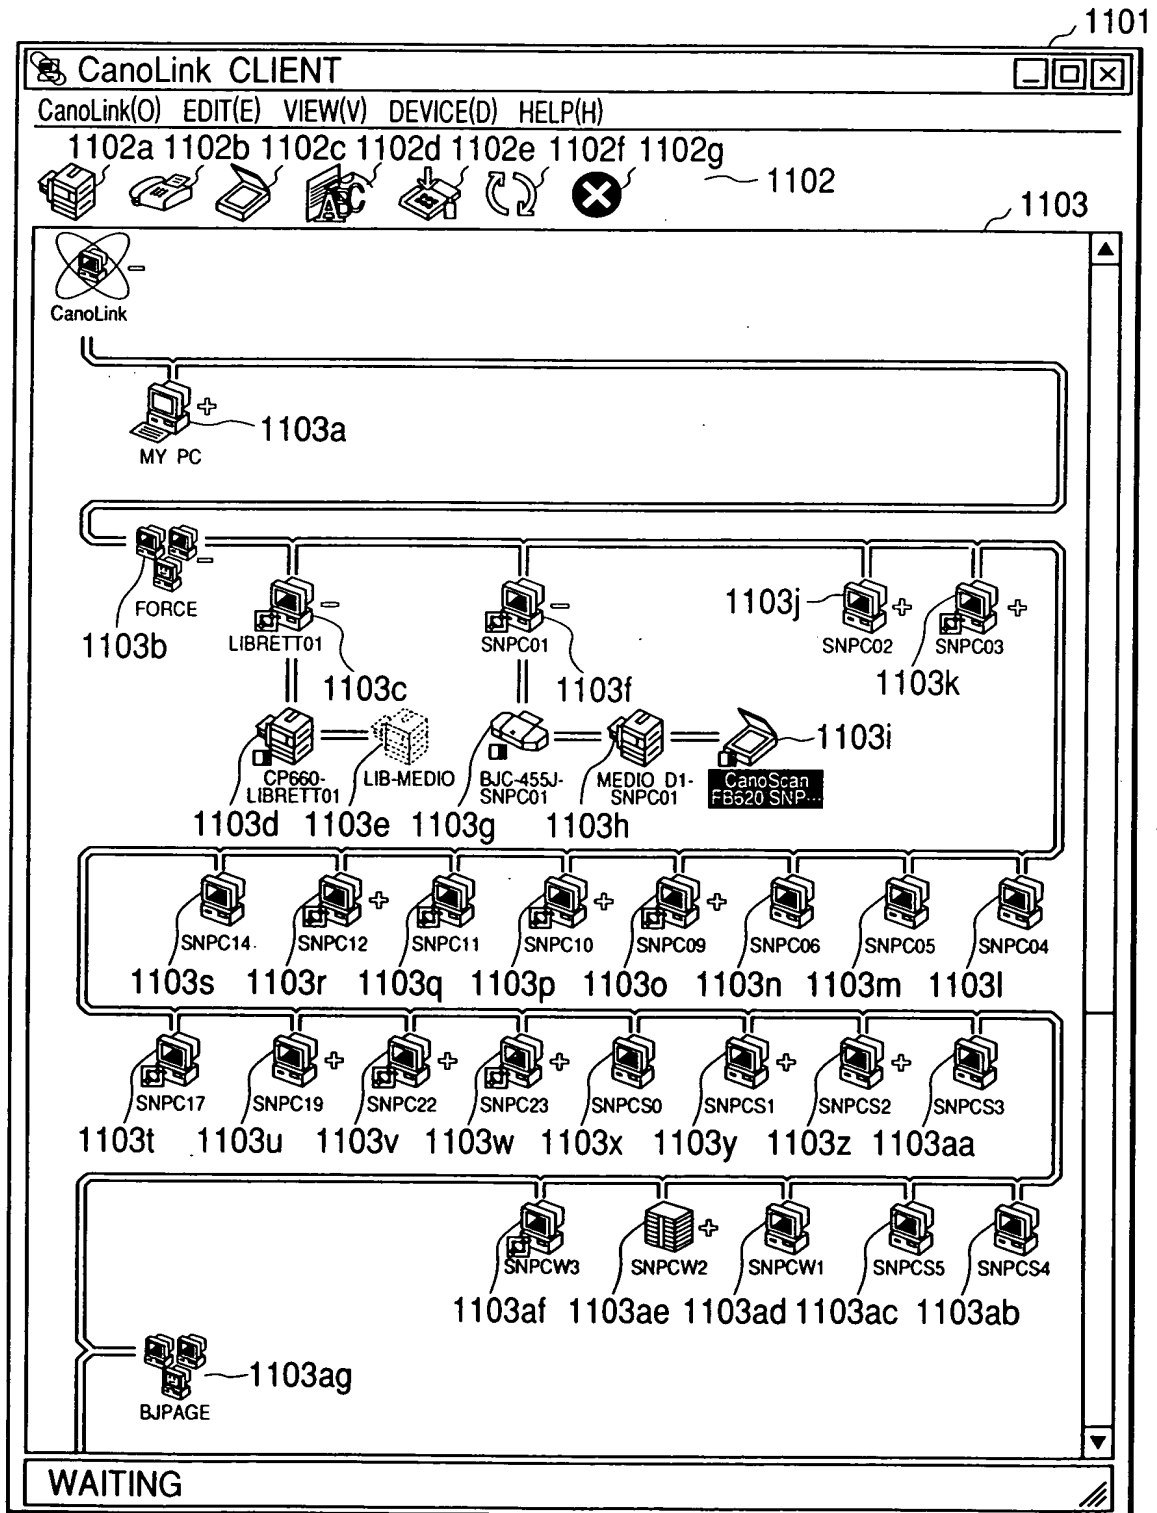 1101
CanoLink CLIENT
CanoLink(O) EDIT(E) VIEW(V) DEVICE(D) HELP(H)
1102a 1102b 1102c 1102d 1102e 1102f 1102g
1102
1103
CanoLink
1103a
MY PC
FORCE
1103b
LIBRETT01
1103c
SNPC01
1103f
1103j
SNPC02
SNPC03
1103k
1103i
CP660-
LIBRETT01
LIB-MEDIO
BJC-455J-
SNPC01
MEDIO D1-
SNPC01
CanoScan
FB620 SNP...
1103d 1103e 1103g 1103h
SNPC14 SNPC12 SNPC11 SNPC10 SNPC09 SNPC06 SNPC05 SNPC04
1103s 1103r 1103q 1103p 1103o 1103n 1103m 1103l
SNPC17 SNPC19 SNPC22 SNPC23 SNPCS0 SNPCS1 SNPCS2 SNPCS3
1103t 1103u 1103v 1103w 1103x 1103y 1103z 1103aa
SNPCW3 SNPCW2 SNPCW1 SNPCS5 SNPCS4
1103af 1103ae 1103ad 1103ac 1103ab
1103ag
BJPAGE
WAITING